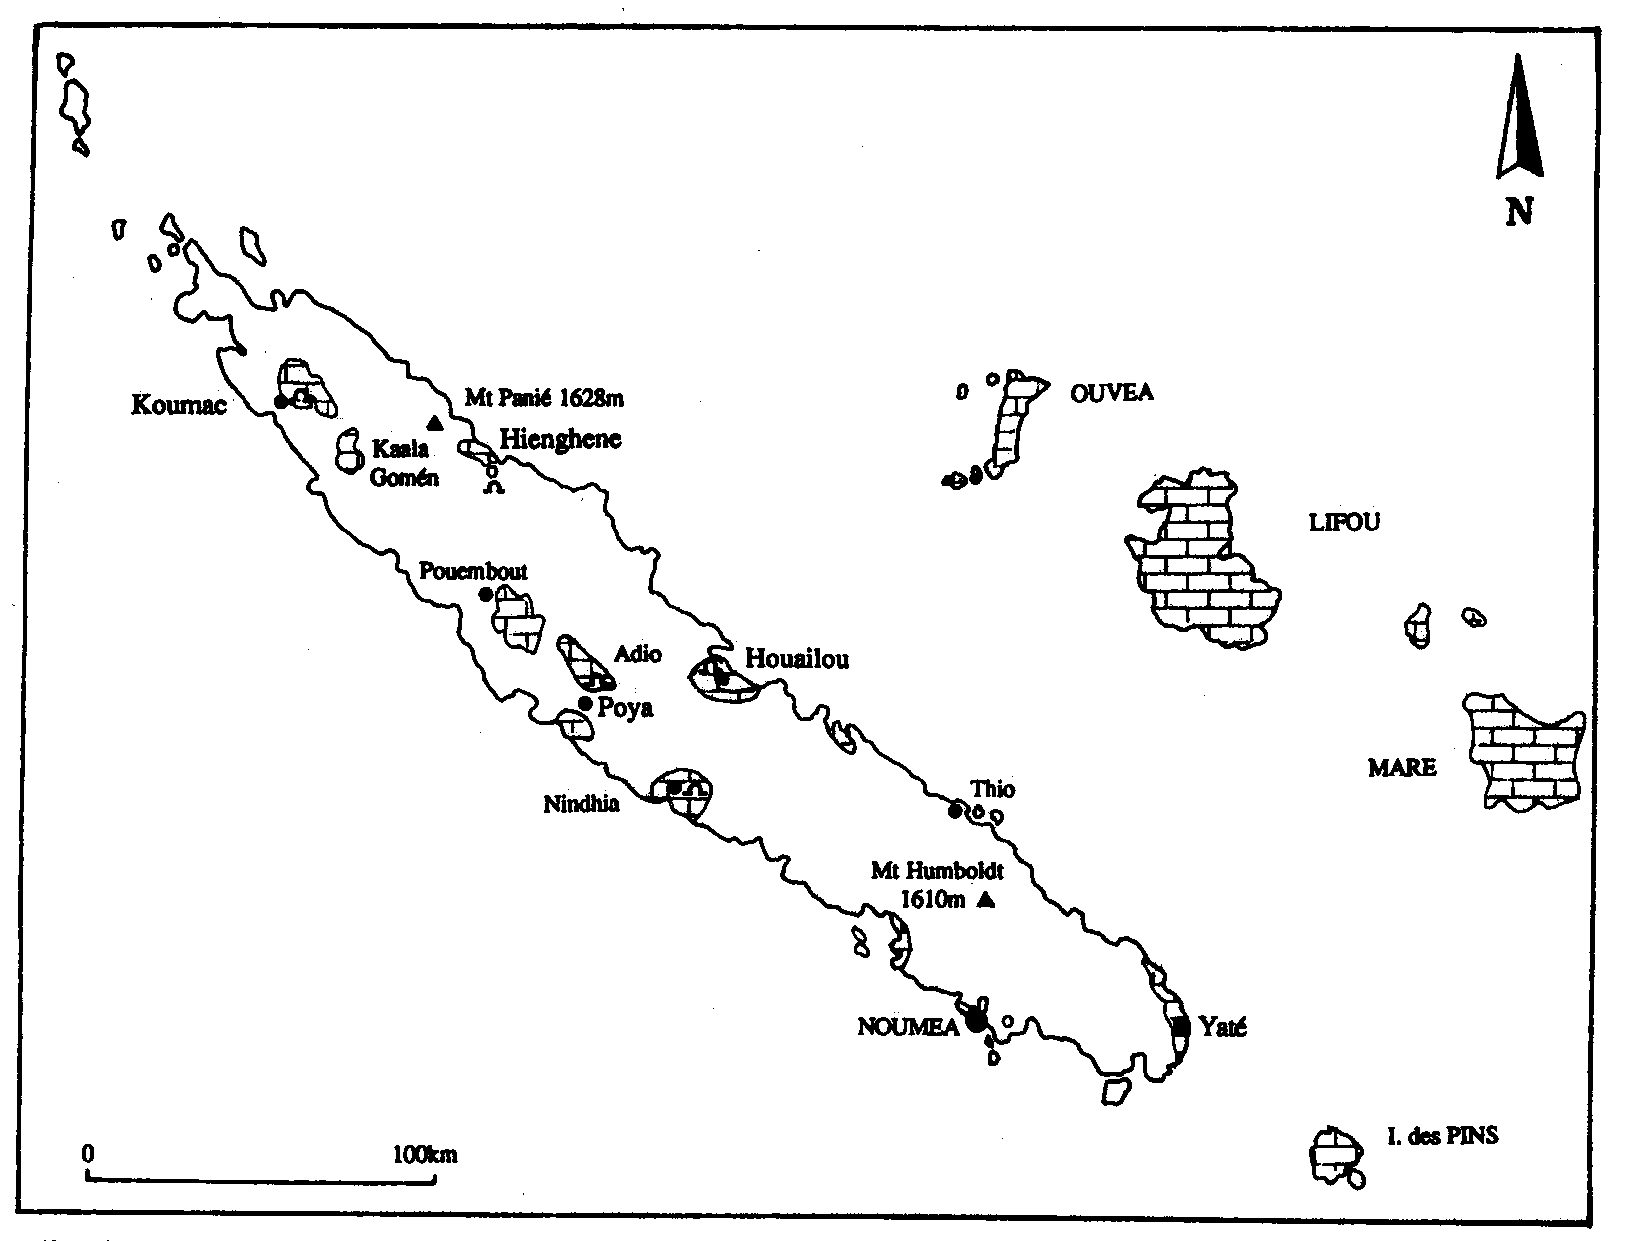 N
Koumac
Mt Panié 1628m
OUVEA
Kaala
Gomén
Hienghene
LIFOU
Pouembout
Adio
Houailou
Poya
MARE
Nindhia
Thio
Mt Humboldt
1610m
NOUMEA
Yaté
I. des PINS
0 100km